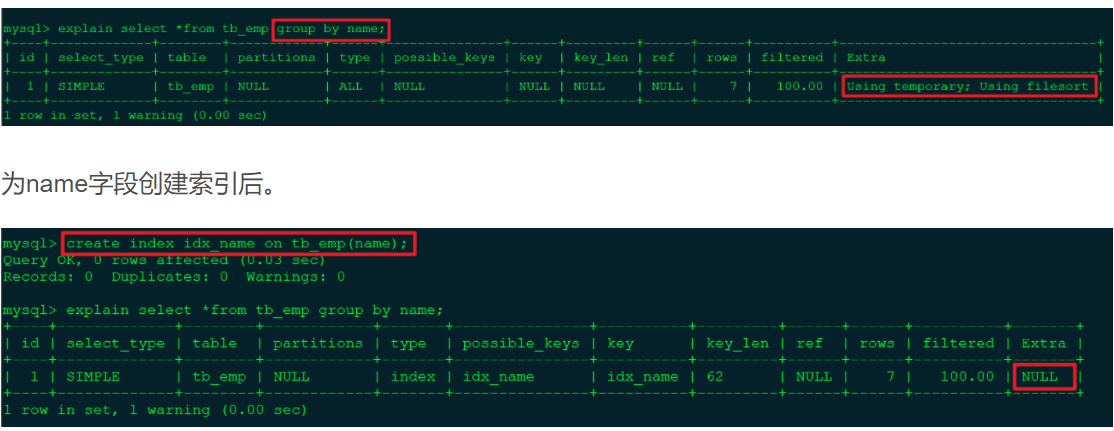 mysql> explain select *from tb_emp group by name;
+----+-------------+--------+------------+------+---------------+------+---------+------+------+----------+---------------------------------+
| id | select_type | table | partitions | type | possible_keys | key | key_len | ref | rows | filtered | Extra |
+----+-------------+--------+------------+------+---------------+------+---------+------+------+----------+---------------------------------+
| 1 | SIMPLE | tb_emp | NULL | ALL | NULL | NULL | NULL | NULL | 7 | 100.00 | Using temporary; Using filesort |
+----+-------------+--------+------------+------+---------------+------+---------+------+------+----------+---------------------------------+
1 row in set, 1 warning (0.00 sec)
为name字段创建索引后。
mysql> create index idx_name on tb_emp(name);
Query OK, 0 rows affected (0.03 sec)
Records: 0 Duplicates: 0 Warnings: 0
mysql> explain select *from tb_emp group by name;
+----+-------------+--------+------------+-------+---------------+----------+---------+------+------+----------+-------+
| id | select_type | table | partitions | type | possible_keys | key | key_len | ref | rows | filtered | Extra |
+----+-------------+--------+------------+-------+---------------+----------+---------+------+------+----------+-------+
| 1 | SIMPLE | tb_emp | NULL | index | idx_name | idx_name | 62 | NULL | 7 | 100.00 | NULL |
+----+-------------+--------+------------+-------+---------------+----------+---------+------+------+----------+-------+
1 row in set, 1 warning (0.00 sec)